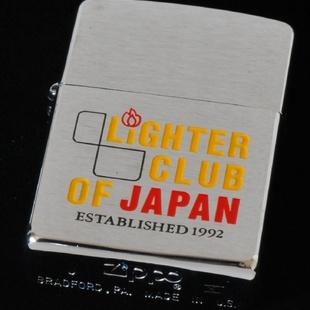 LiGHTER
CLUB
OF JAPAN
ESTABLISHED 1992
Zippo
BRADFORD, PA. MADE IN U.S.A